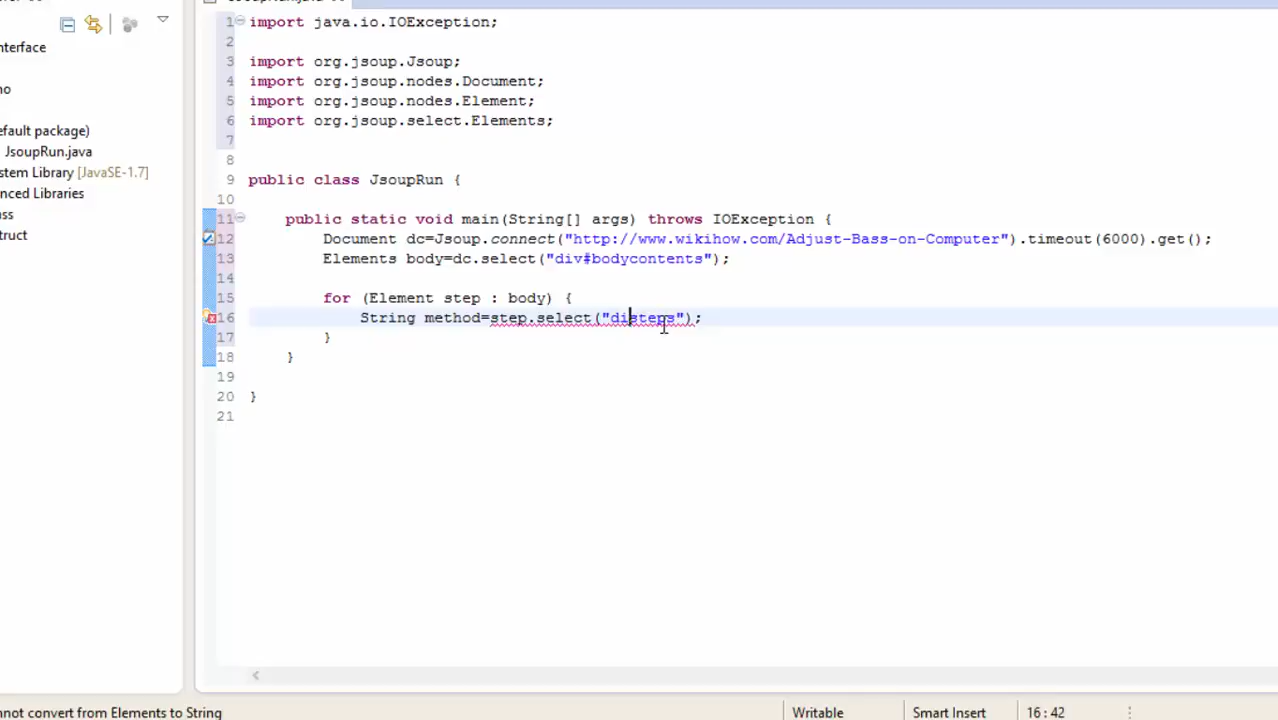 nterface
no
efault package)
JsoupRun.java
stem Library [JavaSE-1.7]
nced Libraries
ss
truct
1 import java.io.IOException;
2
3 import org.jsoup.Jsoup;
4 import org.jsoup.nodes.Document;
5 import org.jsoup.nodes.Element;
6 import org.jsoup.select.Elements;
7
8
9 public class JsoupRun {
10
11 public static void main(String[] args) throws IOException {
12 Document dc=Jsoup.connect("http://www.wikihow.com/Adjust-Bass-on-Computer").timeout(6000).get();
13 Elements body=dc.select("div#bodycontents");
14
15 for (Element step : body) {
16 String method=step.select("disteps");
17 }
18 }
19
20 }
21
nnot convert from Elements to String
Writable
Smart Insert
16 : 42